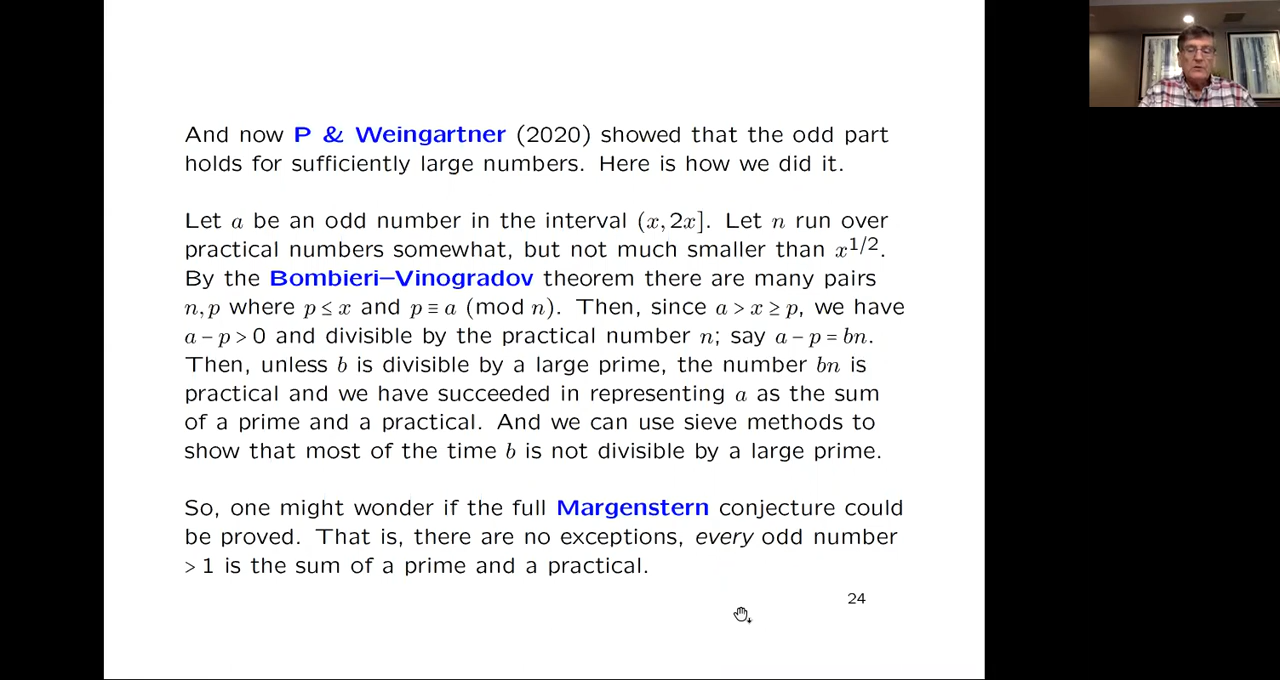 And now P & Weingartner (2020) showed that the odd part
holds for sufficiently large numbers. Here is how we did it.
Let a be an odd number in the interval (x, 2x]. Let n run over
practical numbers somewhat, but not much smaller than x^{1/2}.
By the Bombieri–Vinogradov theorem there are many pairs
n, p where p ≤ x and p ≡ a (mod n). Then, since a > x ≥ p, we have
a − p > 0 and divisible by the practical number n; say a − p = bn.
Then, unless b is divisible by a large prime, the number bn is
practical and we have succeeded in representing a as the sum
of a prime and a practical. And we can use sieve methods to
show that most of the time b is not divisible by a large prime.
So, one might wonder if the full Margenstern conjecture could
be proved. That is, there are no exceptions, every odd number
> 1 is the sum of a prime and a practical.
24